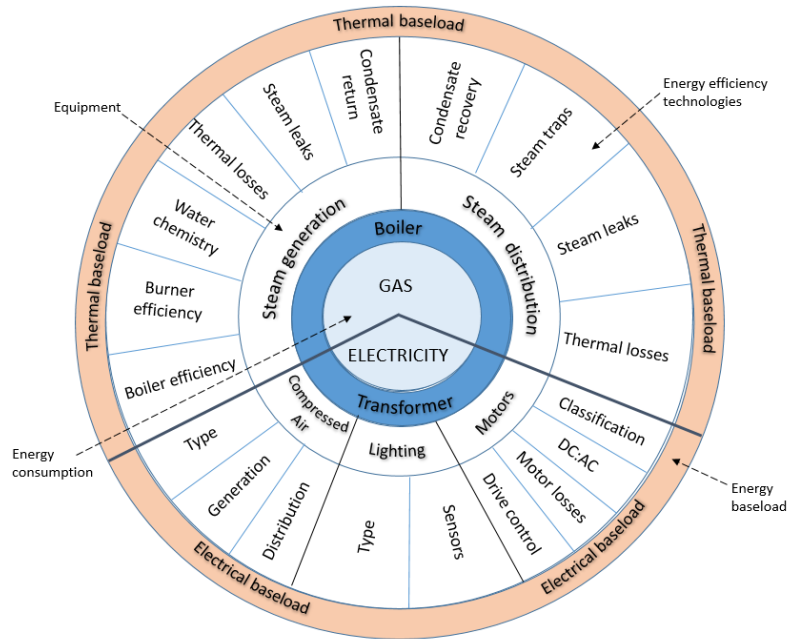 Thermal baseload
Equipment
Energy efficiency
technologies
Thermal losses
Steam leaks
Condensate
return
Condensate
recovery
Steam traps
Steam leaks
Thermal losses
Water
chemistry
Burner
efficiency
Boiler efficiency
Thermal baseload
Thermal baseload
Steam generation
Steam distribution
Boiler
GAS
ELECTRICITY
Transformer
Compressed
Air
Lighting
Motors
Type
Generation
Distribution
Type
Sensors
Drive control
Motor losses
DC:AC
Classification
Energy
consumption
Energy
baseload
Electrical baseload
Electrical baseload